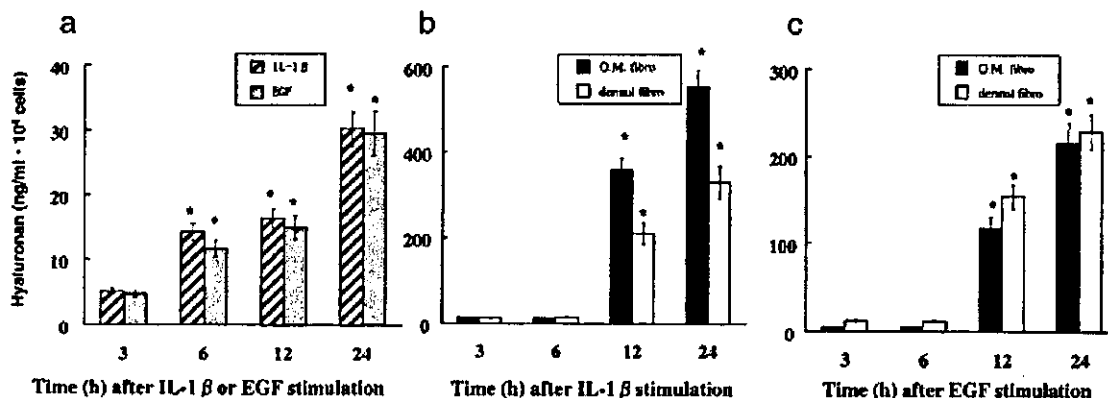 a
b
c
Hyaluronan (ng/ml · 10⁴ cells)
IL-1β
EGF
40
30
20
10
0
3 6 12 24
Time (h) after IL-1 β or EGF stimulation
O.M. fibro
dermal fibro
600
400
200
0
3 6 12 24
Time (h) after IL-1 β stimulation
O.M. fibro
dermal fibro
300
200
100
0
3 6 12 24
Time (h) after EGF stimulation